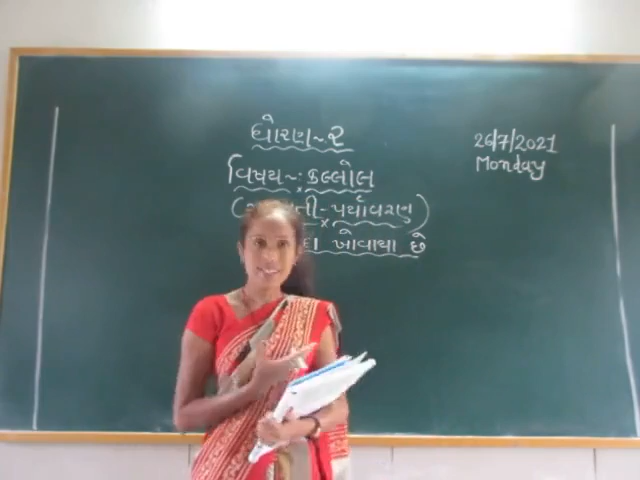 ધોરણ~૨
26/7/2021
Monday
વિષય~: કલ્લોલ
-પર્યાવરણ)
ખોવાયા છે